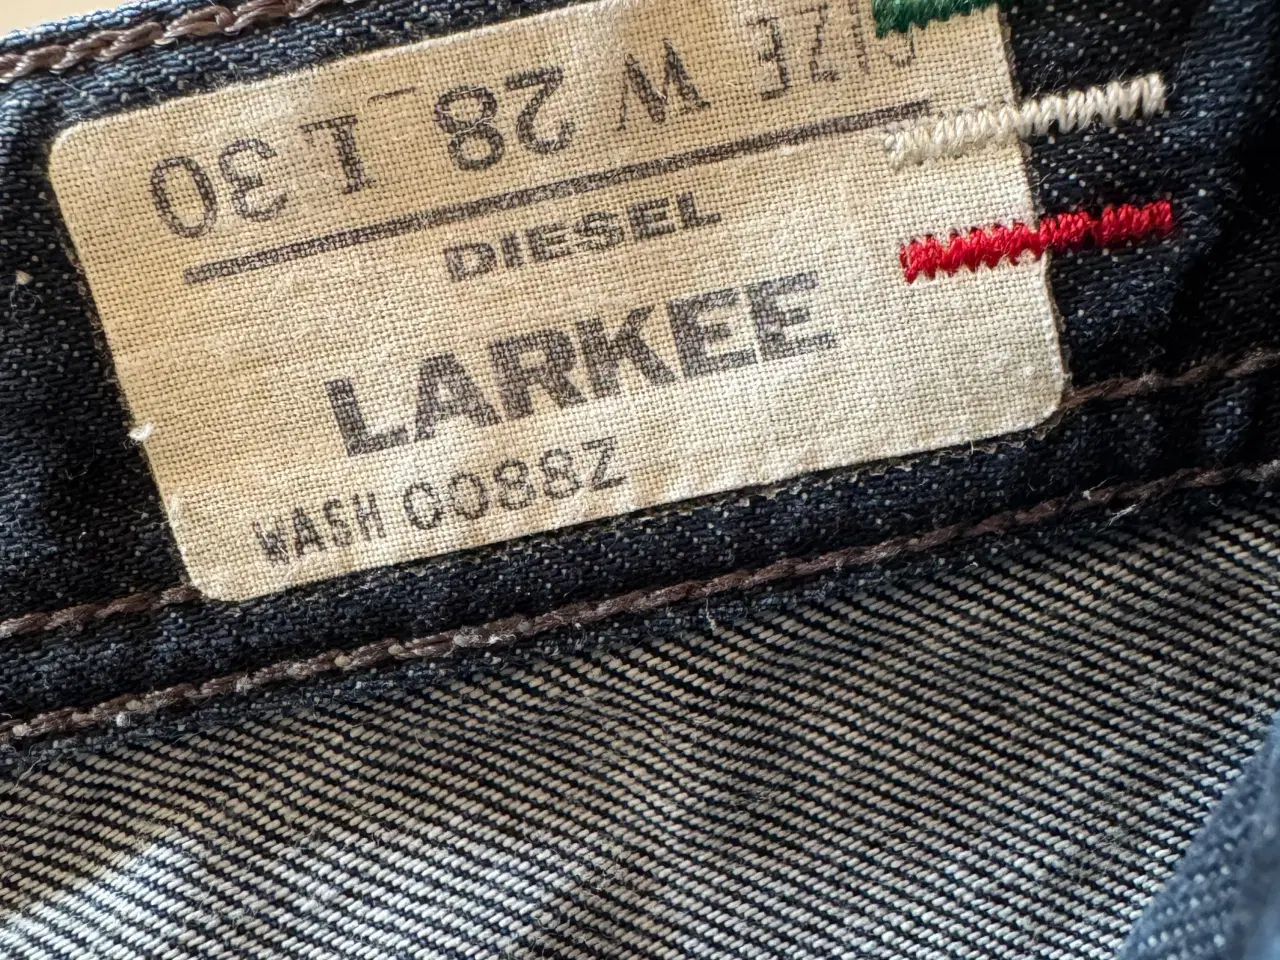 SIZE W 28 L 30
DIESEL
LARKEE
WASH 0088Z